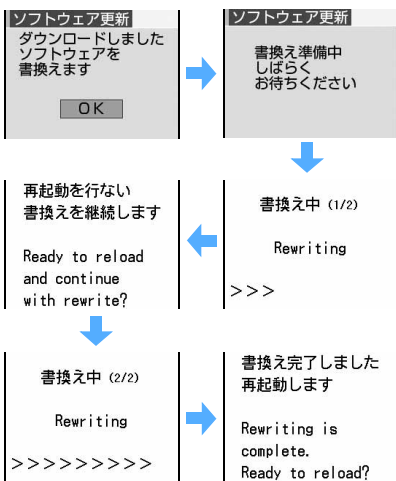 ソフトウェア更新
ダウンロードしました
ソフトウェアを
書換えます
OK
ソフトウェア更新
書換え準備中
しばらく
お待ちください
書換え中 (1/2)
Rewriting
>>>
再起動を行ない
書換えを継続します
Ready to reload
and continue
with rewrite?
書換え中 (2/2)
Rewriting
>>>>>>>>>
書換え完了しました
再起動します
Rewriting is
complete.
Ready to reload?